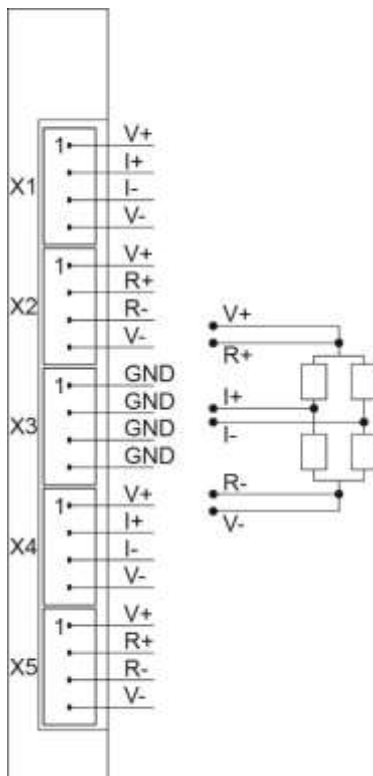 X1
1
V+
I+
I-
V-
X2
1
V+
R+
R-
V-
X3
1
GND
GND
GND
GND
X4
1
V+
I+
I-
V-
X5
1
V+
R+
R-
V-
V+
R+
I+
I-
R-
V-